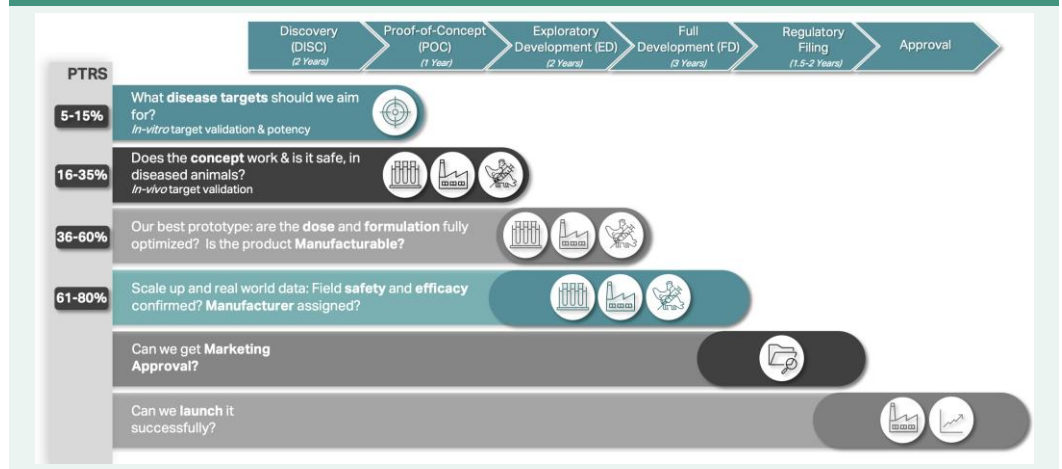 Discovery
(DISC)
(2 Years)
Proof-of-Concept
(POC)
(1 Year)
Exploratory
Development (ED)
(2 Years)
Full
Development (FD)
(3 Years)
Regulatory
Filing
(1.5-2 Years)
Approval
PTRS
5-15%
What disease targets should we aim
for?
In-vitro target validation & potency
16-35%
Does the concept work & is it safe, in
diseased animals?
In-vivo target validation
36-60%
Our best prototype: are the dose and formulation fully
optimized? Is the product Manufacturable?
61-80%
Scale up and real world data: Field safety and efficacy
confirmed? Manufacturer assigned?
Can we get Marketing
Approval?
Can we launch it
successfully?